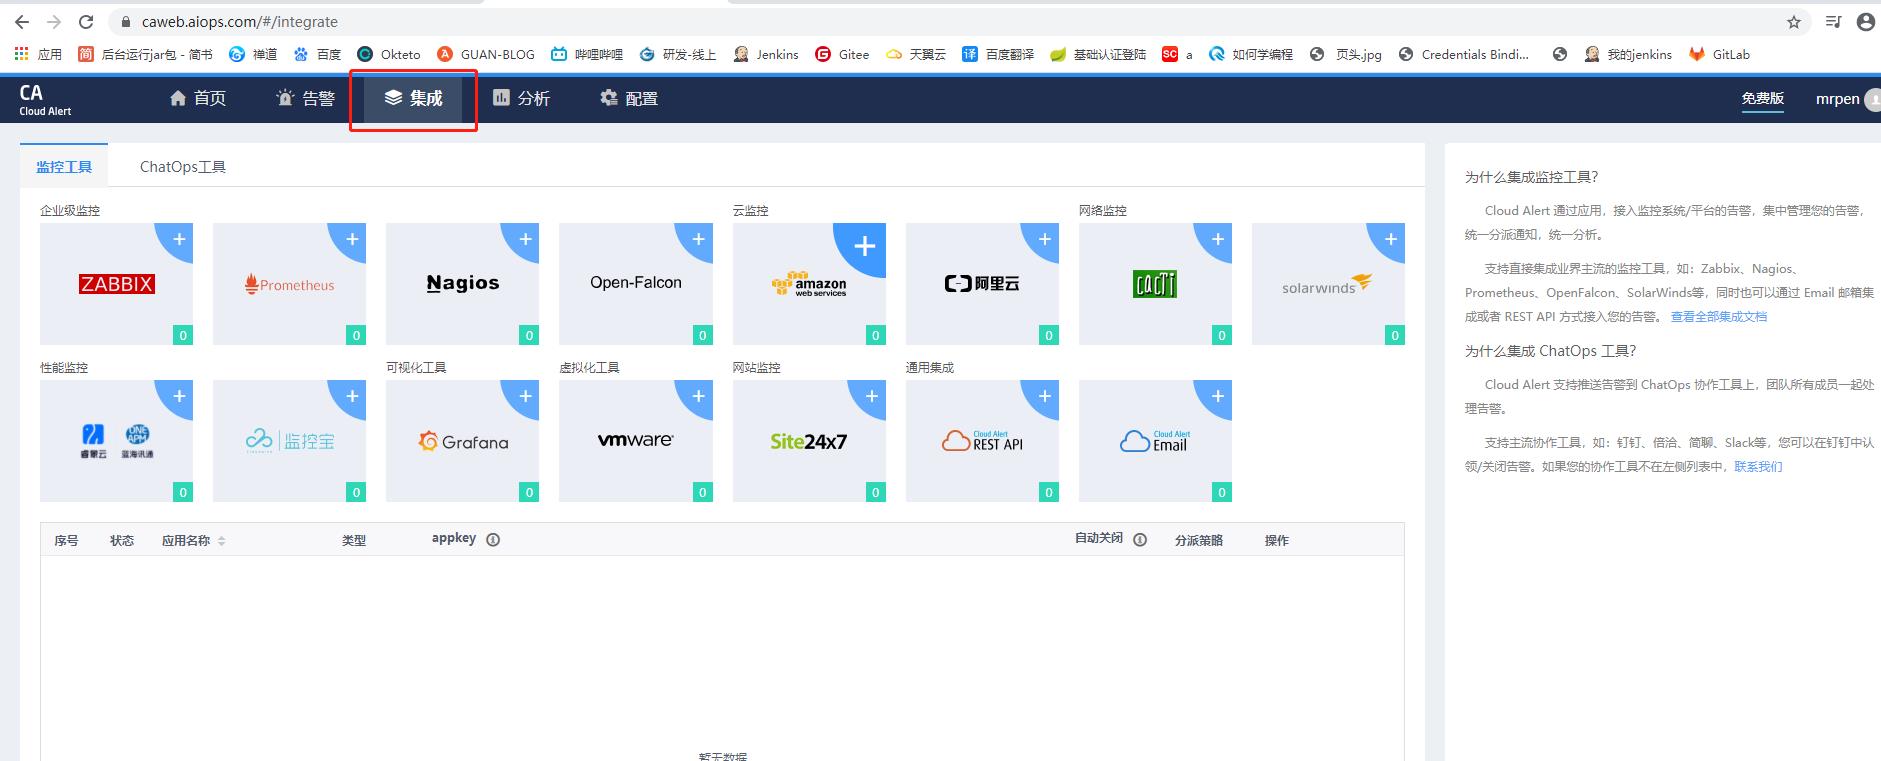 caweb.aiops.com/#/integrate
应用 简 后台运行jar包 - 简书 禅道 百度 Okteto GUAN-BLOG 哔哩哔哩 研发-线上 Jenkins Gitee 天翼云 译 百度翻译 基础认证登陆 SC a 如何学编程 页头.jpg Credentials Bindi... 我的jenkins GitLab
CA
Cloud Alert
首页 告警 集成 分析 配置 免费版 mrpen
监控工具 ChatOps工具
企业级监控 云监控 网络监控
ZABBIX Prometheus Nagios Open-Falcon amazon web services 阿里云 cacti solarwinds
0 0 0 0 0 0 0 0
性能监控 可视化工具 虚拟化工具 网站监控 通用集成
睿象云 ONE APM 蓝海讯通 监控宝 Grafana vmware Site24x7 Cloud Alert REST API Cloud Alert Email
0 0 0 0 0 0 0
序号 状态 应用名称 类型 appkey 自动关闭 分派策略 操作
暂无数据
为什么集成监控工具?
Cloud Alert 通过应用，接入监控系统/平台的告警，集中管理您的告警，
统一分派通知，统一分析。
支持直接集成业界主流的监控工具，如：Zabbix、Nagios、
Prometheus、OpenFalcon、SolarWinds等，同时也可以通过 Email 邮箱集
成或者 REST API 方式接入您的告警。 查看全部集成文档
为什么集成 ChatOps 工具?
Cloud Alert 支持推送告警到 ChatOps 协作工具上，团队所有成员一起处
理告警。
支持主流协作工具，如：钉钉、倍洽、简聊、Slack等，您可以在钉钉中认
领/关闭告警。如果您的协作工具不在左侧列表中，联系我们